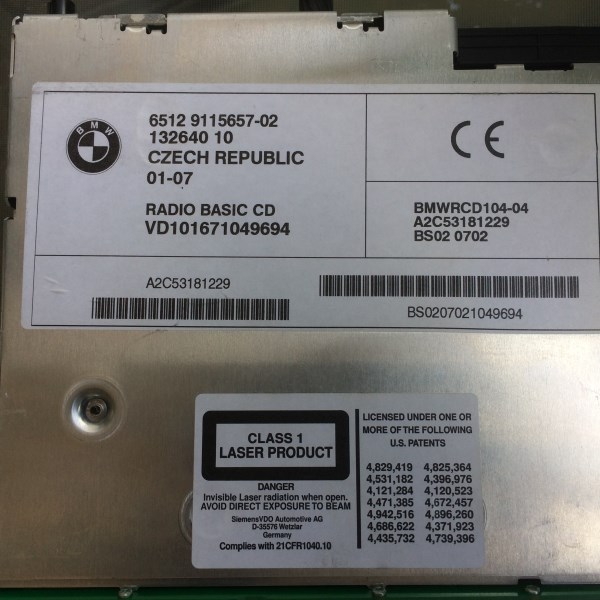 BMW
6512 9115657-02
132640 10
CZECH REPUBLIC
01-07
RADIO BASIC CD
VD101671049694
CE
BMWRCD104-04
A2C53181229
BS02 0702
A2C53181229
BS0207021049694
CLASS 1
LASER PRODUCT
DANGER
Invisible Laser radiation when open.
AVOID DIRECT EXPOSURE TO BEAM
SiemensVDO Automotive AG
D-35576 Wetzlar
Germany
Complies with 21CFR1040.10
LICENSED UNDER ONE OR
MORE OF THE FOLLOWING
U.S. PATENTS
4,829,419 4,825,364
4,531,182 4,396,976
4,121,284 4,120,523
4,471,385 4,672,457
4,942,516 4,896,260
4,686,622 4,371,923
4,435,732 4,739,396